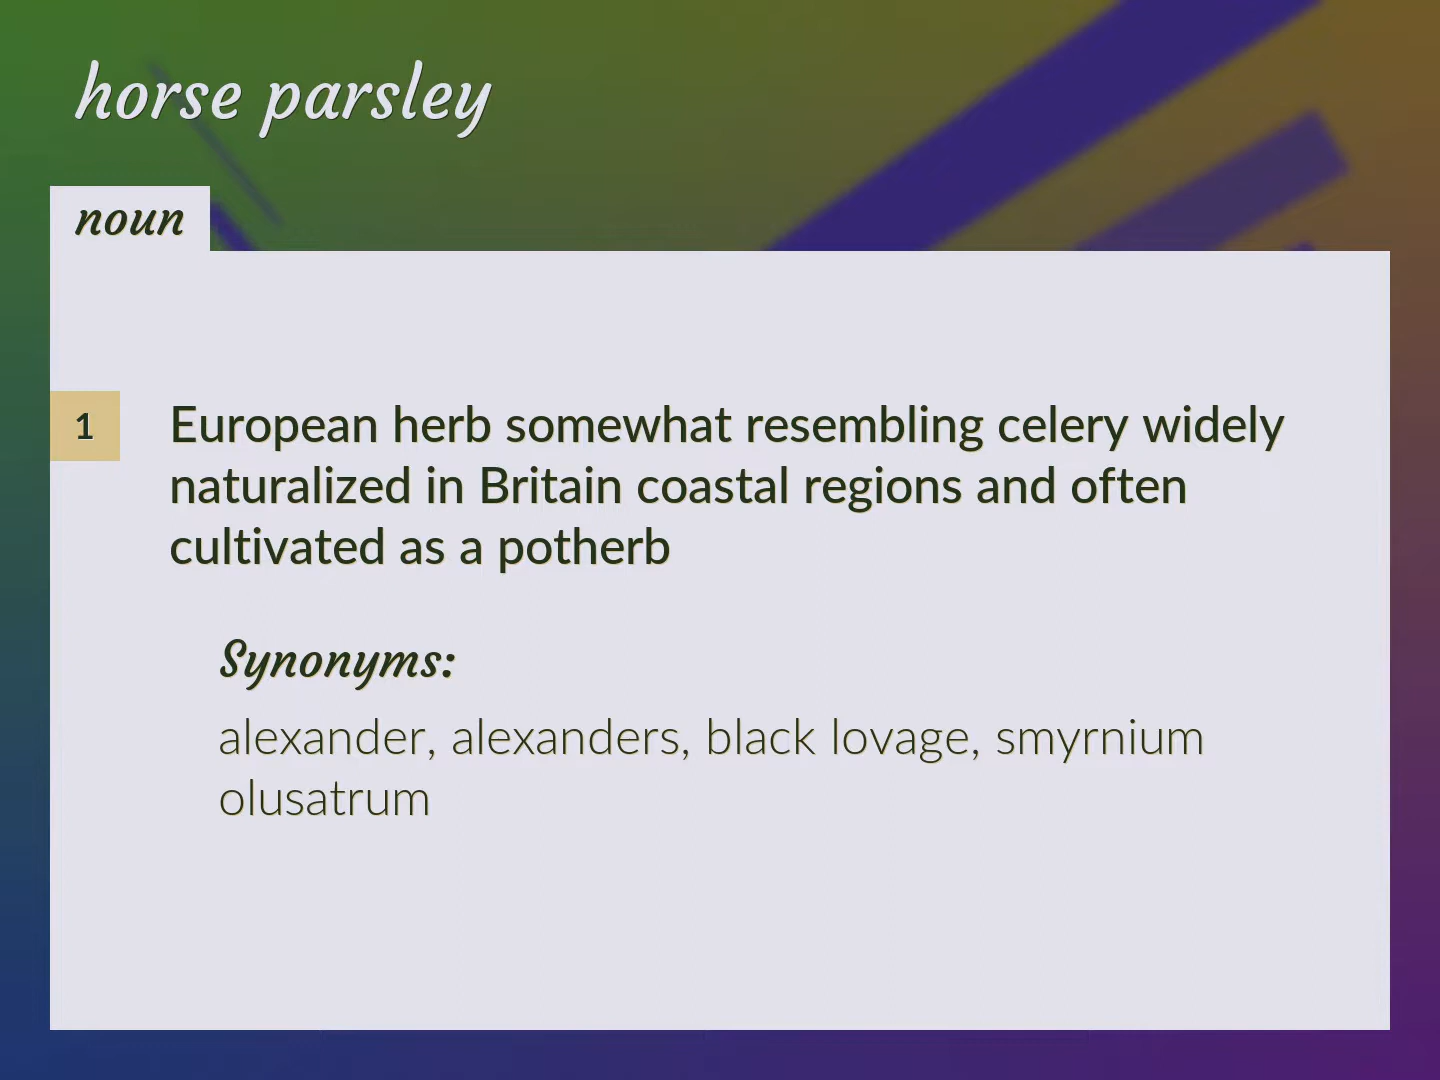 horse parsley
noun
1
European herb somewhat resembling celery widely
naturalized in Britain coastal regions and often
cultivated as a potherb
Synonyms:
alexander, alexanders, black lovage, smyrnium
olusatrum